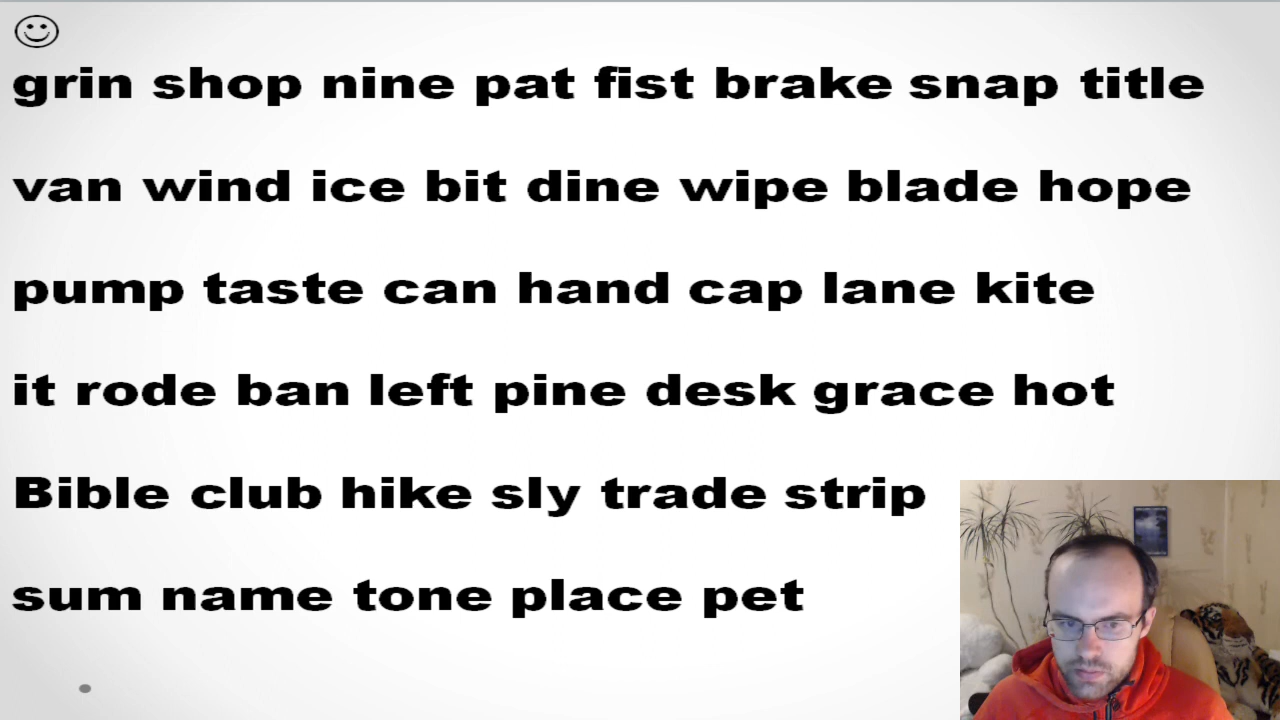 grin shop nine pat fist brake snap title
van wind ice bit dine wipe blade hope
pump taste can hand cap lane kite
it rode ban left pine desk grace hot
Bible club hike sly trade strip
sum name tone place pet